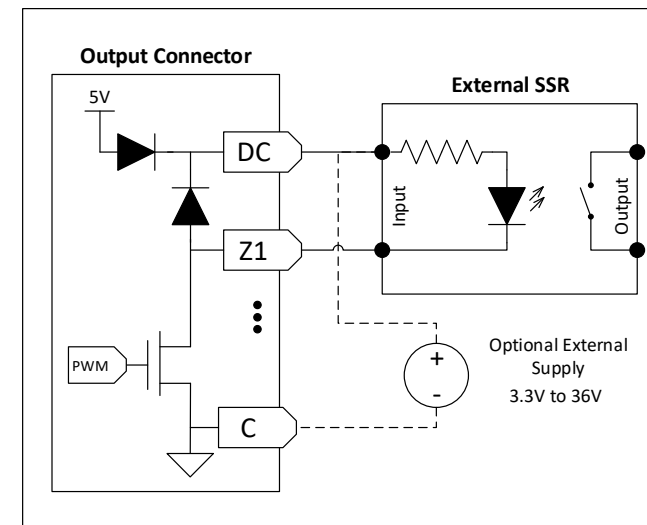 Output Connector
External SSR
5V
DC
Input
Output
Z1
PWM
C
+
-
Optional External
Supply
3.3V to 36V